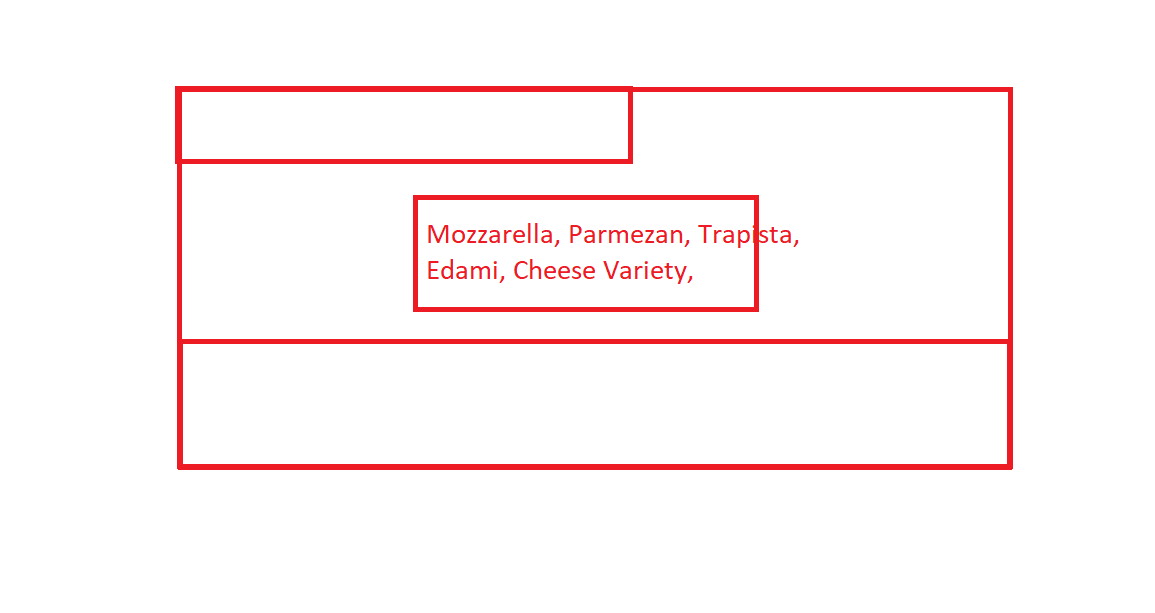 Mozzarella, Parmezan, Trapista,
Edami, Cheese Variety,